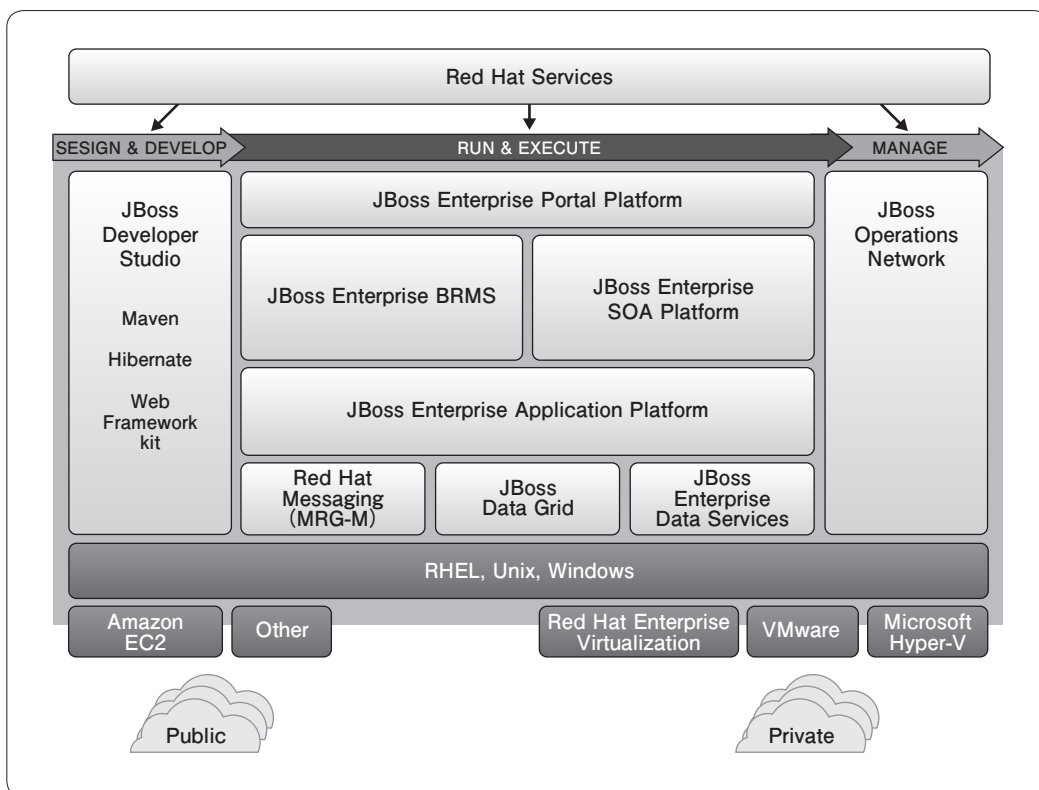 Red Hat Services
SESIGN & DEVELOP
RUN & EXECUTE
MANAGE
JBoss
Developer
Studio
Maven
Hibernate
Web
Framework
kit
JBoss Enterprise Portal Platform
JBoss Enterprise BRMS
JBoss Enterprise
SOA Platform
JBoss Enterprise Application Platform
Red Hat
Messaging
(MRG-M)
JBoss
Data Grid
JBoss
Enterprise
Data Services
JBoss
Operations
Network
RHEL, Unix, Windows
Amazon
EC2
Other
Red Hat Enterprise
Virtualization
VMware
Microsoft
Hyper-V
Public
Private